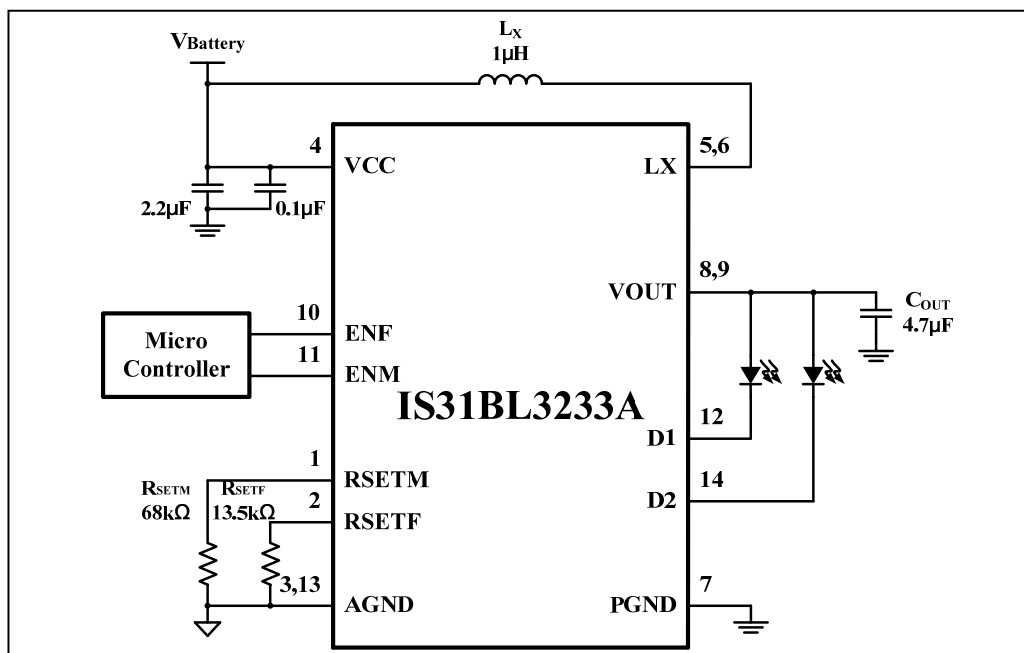 LX
1μH
VBattery
4
VCC
5,6
LX
2.2μF
0.1μF
8,9
VOUT
COUT
4.7μF
Micro
Controller
10
ENF
11
ENM
IS31BL3233A
12
D1
14
D2
1
RSETM
RSETM
68kΩ
RSETF
13.5kΩ
2
RSETF
3,13
AGND
7
PGND